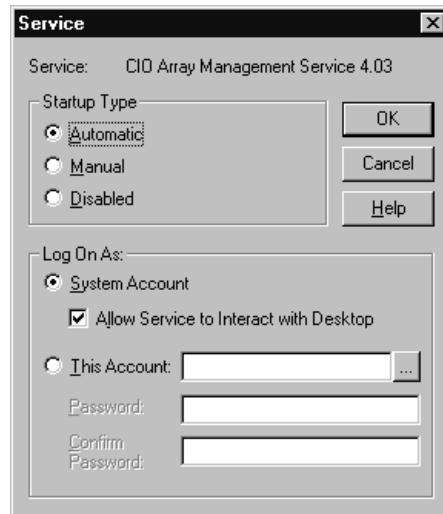 Service
Service: CIO Array Management Service 4.03
Startup Type
Automatic
Manual
Disabled
OK
Cancel
Help
Log On As:
System Account
Allow Service to Interact with Desktop
This Account:
...
Password:
Confirm
Password: